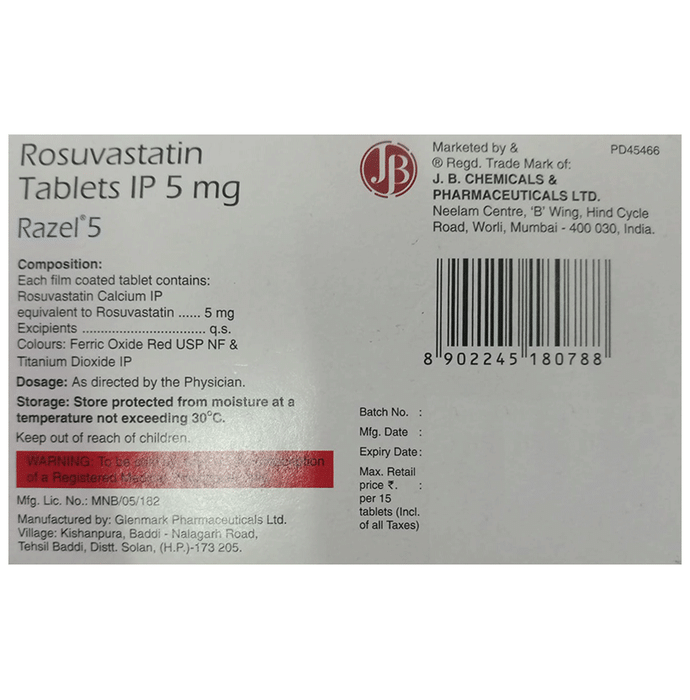 Rosuvastatin
Tablets IP 5 mg
Razel®5
Composition:
Each film coated tablet contains:
Rosuvastatin Calcium IP
equivalent to Rosuvastatin ...... 5 mg
Excipients ............................... q.s.
Colours: Ferric Oxide Red USP NF &
Titanium Dioxide IP
Dosage: As directed by the Physician.
Storage: Store protected from moisture at a
temperature not exceeding 30°C.
Keep out of reach of children.
WARNING: To be
of a Registered
Mfg. Lic. No.: MNB/05/182
Manufactured by: Glenmark Pharmaceuticals Ltd.
Village: Kishanpura, Baddi - Nalagarh Road,
Tehsil Baddi, Distt. Solan, (H.P.)-173 205.
JB
Marketed by &
® Regd. Trade Mark of:
J. B. CHEMICALS &
PHARMACEUTICALS LTD.
Neelam Centre, 'B' Wing, Hind Cycle
Road, Worli, Mumbai - 400 030, India.
PD45466
8 902245 180788
Batch No. :
Mfg. Date :
Expiry Date:
Max. Retail
price ₹. :
per 15
tablets (Incl.
of all Taxes)